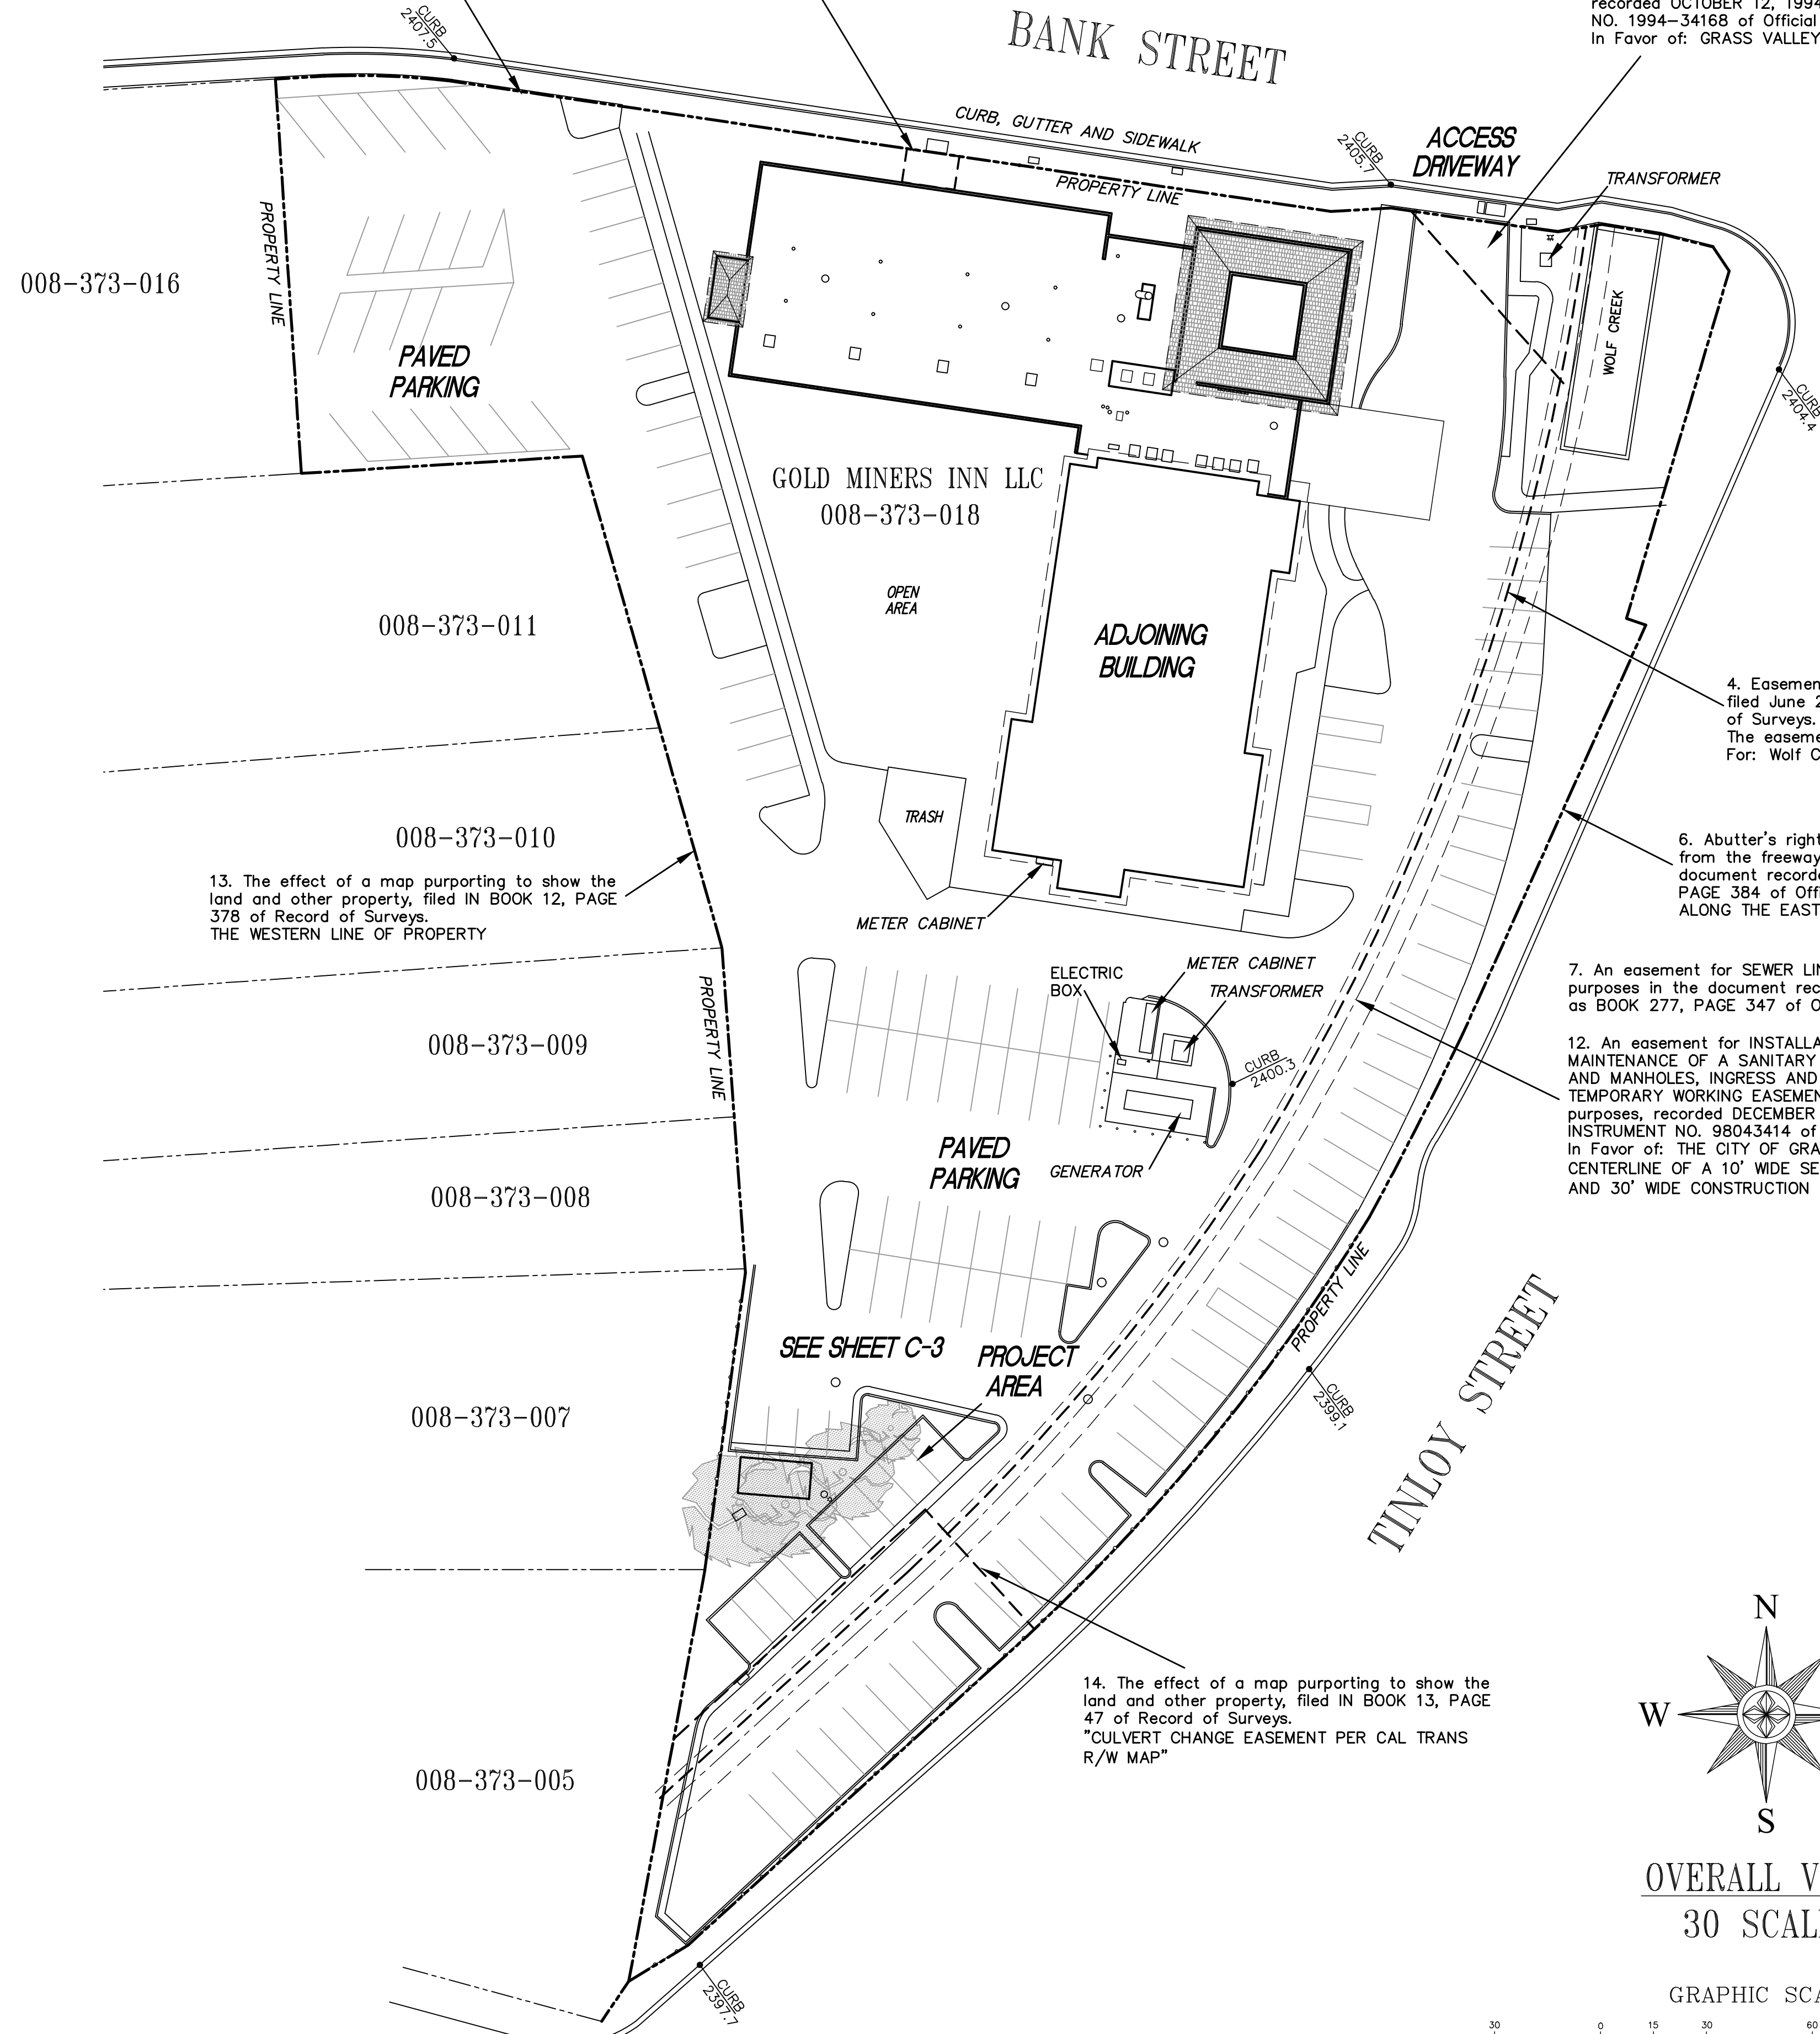 recorded OCTOBER 12, 1994
NO. 1994-34168 of Official
In Favor of: GRASS VALLEY
CURB
2407.5
BANK STREET
CURB, GUTTER AND SIDEWALK
CURB
2405.7
ACCESS
DRIVEWAY
TRANSFORMER
PROPERTY LINE
PROPERTY LINE
008-373-016
WOLF CREEK
PAVED
PARKING
CURB
2404.4
GOLD MINERS INN LLC
008-373-018
OPEN
AREA
008-373-011
ADJOINING
BUILDING
4. Easemen
filed June 2
of Surveys.
The easeme
For: Wolf C
TRASH
008-373-010
6. Abutter's right
from the freeway
document recorde
PAGE 384 of Offi
ALONG THE EAST
13. The effect of a map purporting to show the
land and other property, filed IN BOOK 12, PAGE
378 of Record of Surveys.
THE WESTERN LINE OF PROPERTY
METER CABINET
PROPERTY LINE
ELECTRIC
BOX
METER CABINET
TRANSFORMER
7. An easement for SEWER LIN
purposes in the document rec
as BOOK 277, PAGE 347 of O
008-373-009
CURB
2400.3
12. An easement for INSTALLA
MAINTENANCE OF A SANITARY
AND MANHOLES, INGRESS AND
TEMPORARY WORKING EASEMEN
purposes, recorded DECEMBER
INSTRUMENT NO. 98043414 of
In Favor of: THE CITY OF GRA
CENTERLINE OF A 10' WIDE SE
AND 30' WIDE CONSTRUCTION
PAVED
PARKING
GENERATOR
008-373-008
PROPERTY LINE
SEE SHEET C-3
PROJECT
AREA
CURB
2399.1
TINLOY STREET
008-373-007
14. The effect of a map purporting to show the
land and other property, filed IN BOOK 13, PAGE
47 of Record of Surveys.
"CULVERT CHANGE EASEMENT PER CAL TRANS
R/W MAP"
N
W
S
008-373-005
OVERALL V
30 SCAL
CURB
2397.7
GRAPHIC SCA
30 0 15 30 60